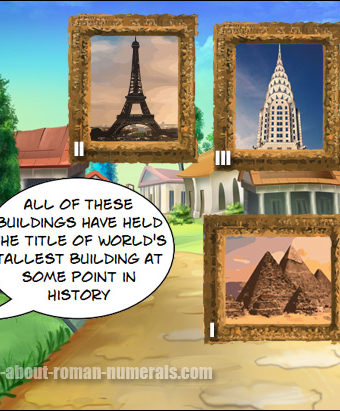 II
III
ALL OF THESE
BUILDINGS HAVE HELD
THE TITLE OF WORLD'S
TALLEST BUILDING AT
SOME POINT IN
HISTORY
I
-about-roman-numerals.com